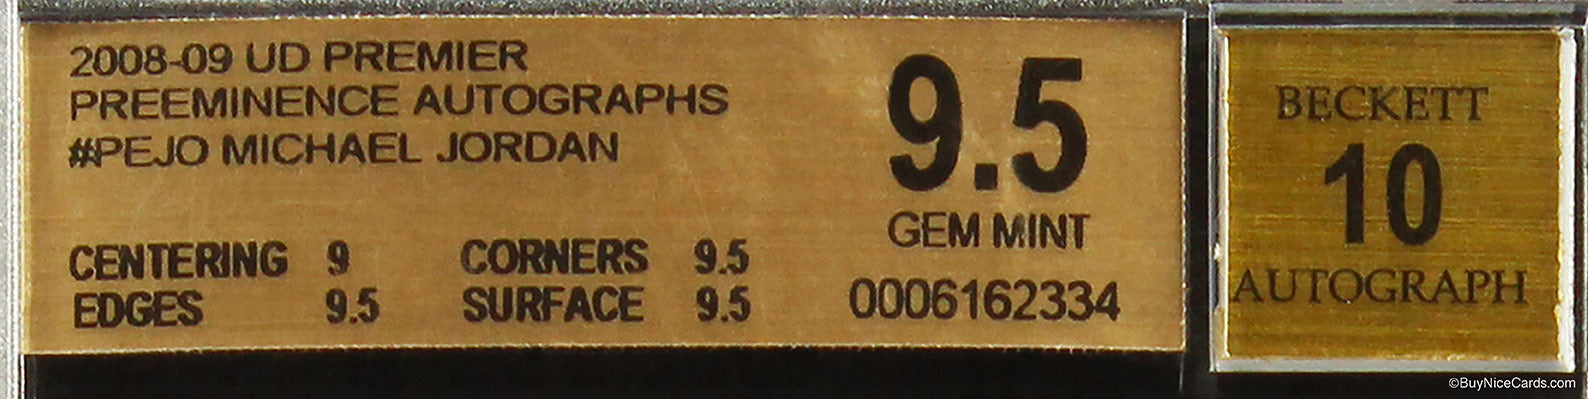 2008-09 UD PREMIER
PREEMINENCE AUTOGRAPHS
#PEJO MICHAEL JORDAN
CENTERING 9 CORNERS 9.5
EDGES 9.5 SURFACE 9.5
9.5
GEM MINT
0006162334
BECKETT
10
AUTOGRAPH
©BuyNiceCards.com